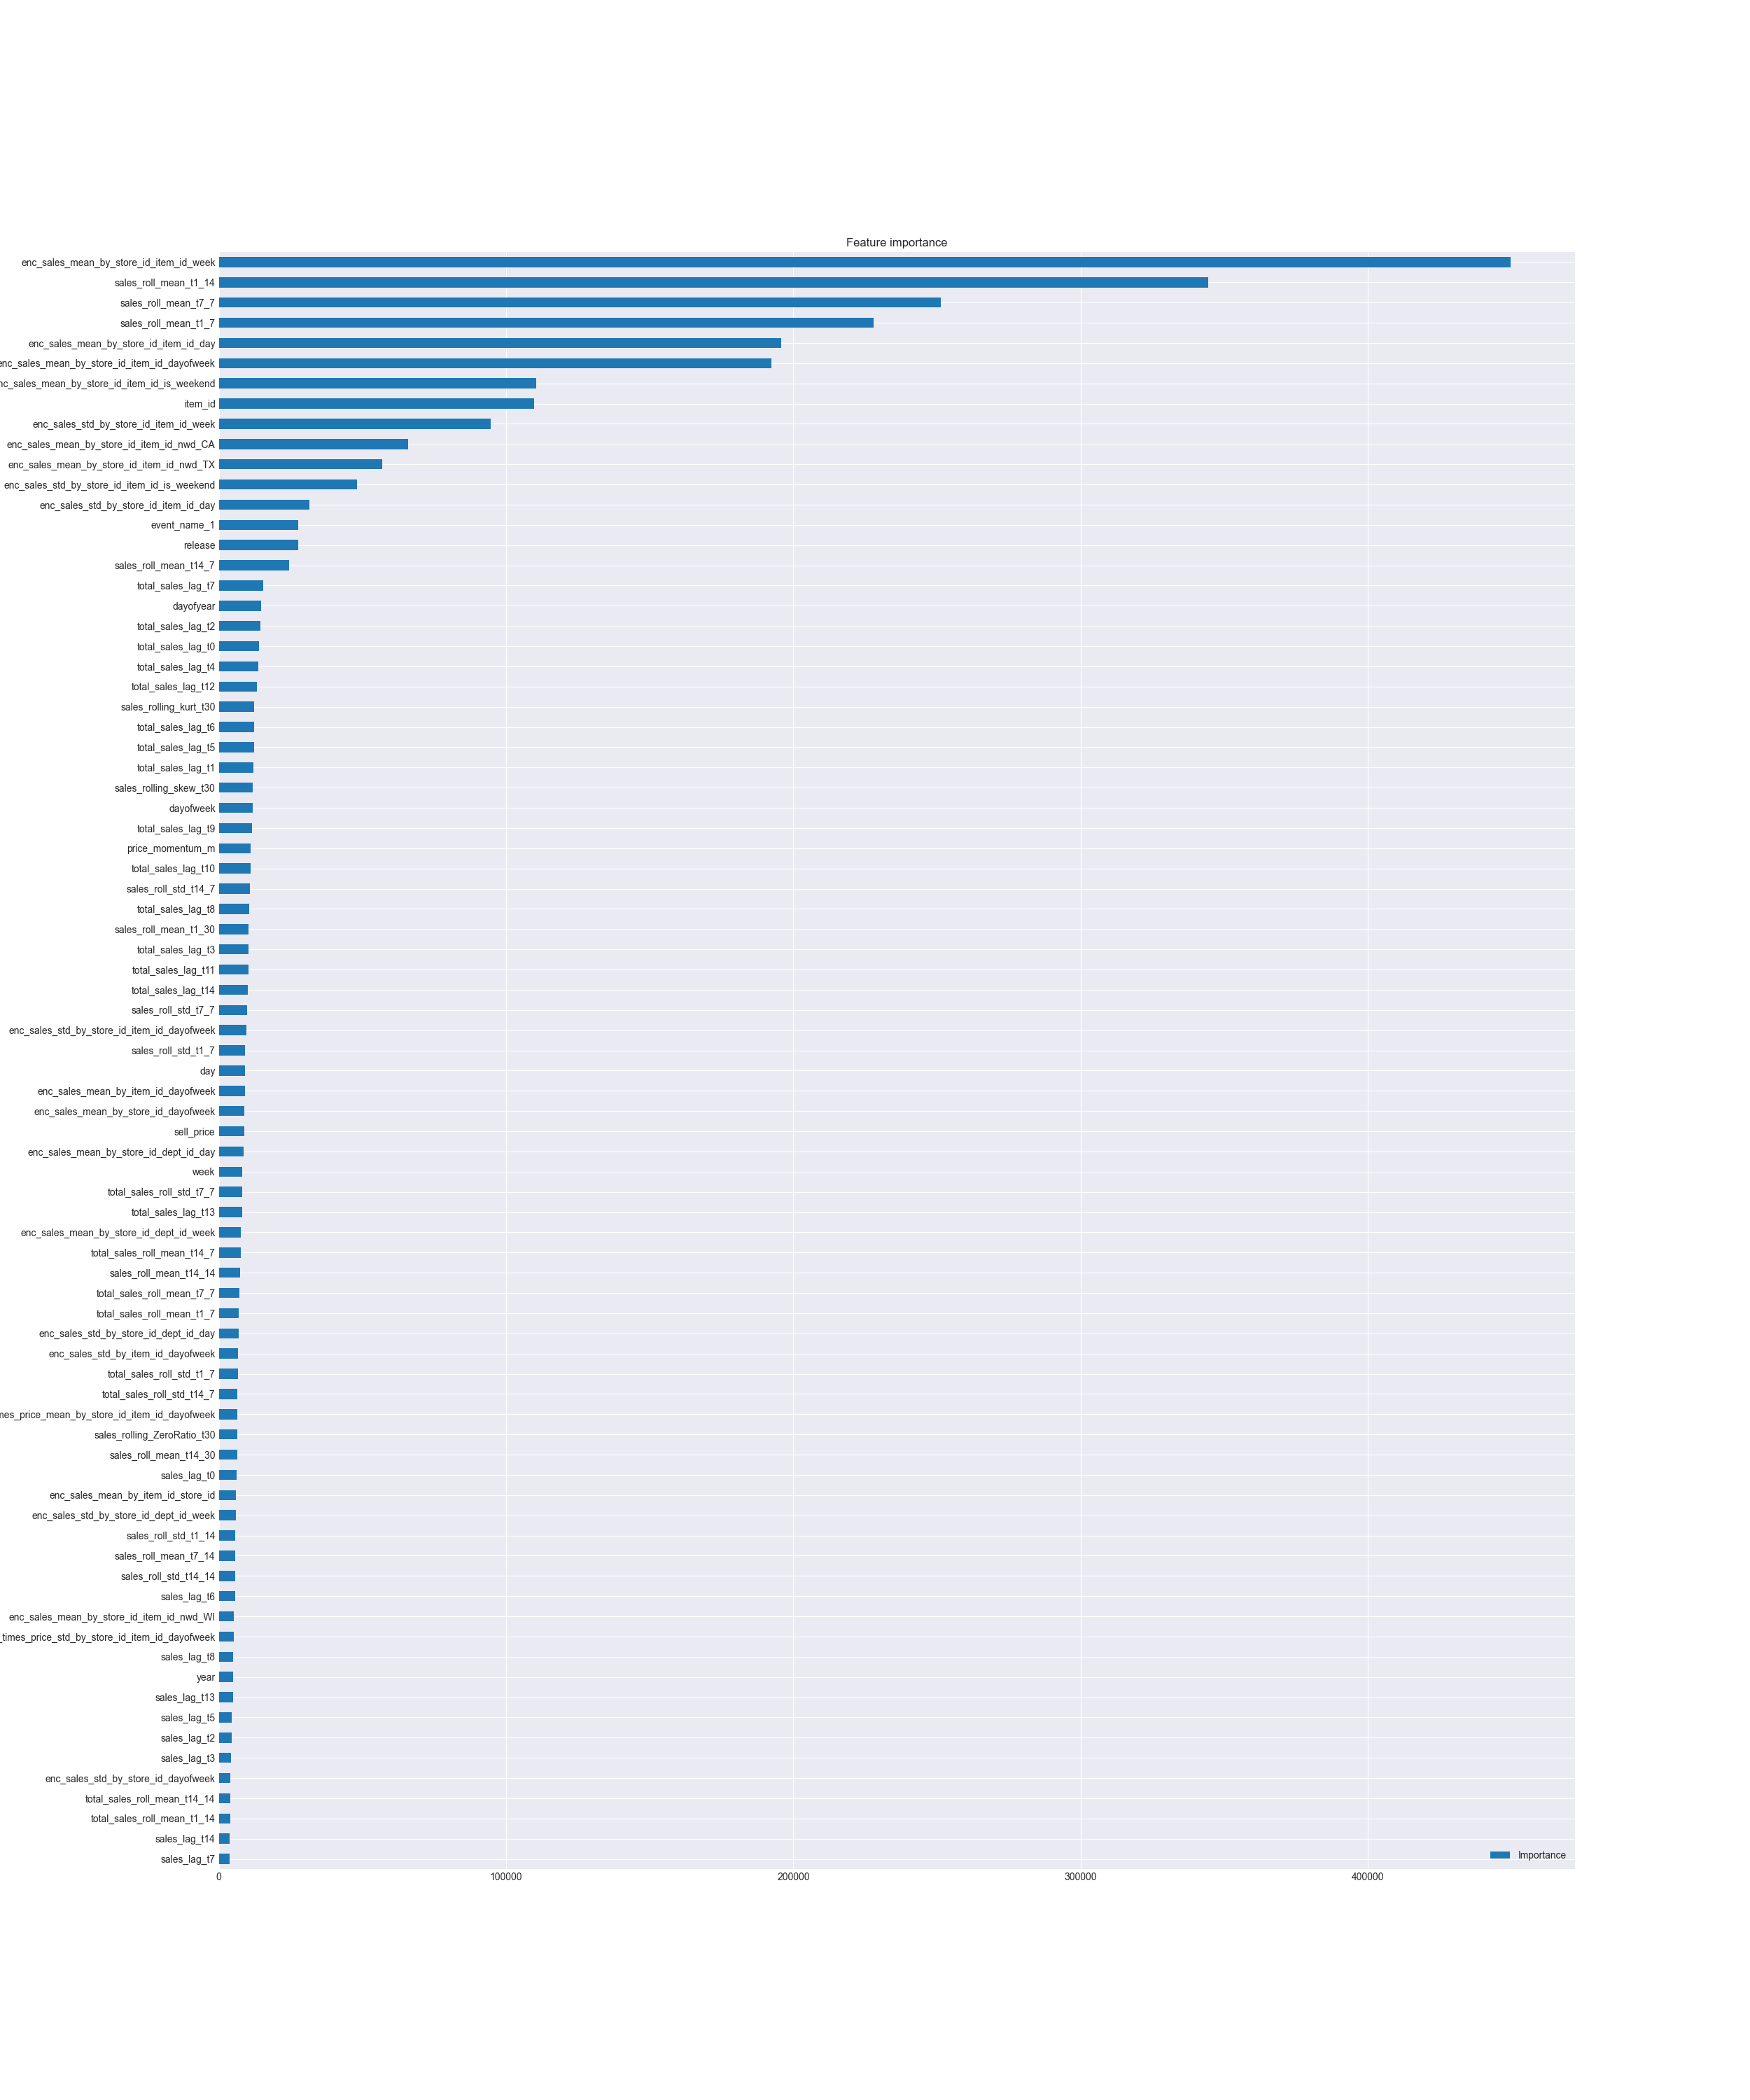 Feature importance
enc_sales_mean_by_store_id_item_id_week
sales_roll_mean_t1_14
sales_roll_mean_t7_7
sales_roll_mean_t1_7
enc_sales_mean_by_store_id_item_id_day
enc_sales_mean_by_store_id_item_id_dayofweek
nc_sales_mean_by_store_id_item_id_is_weekend
item_id
enc_sales_std_by_store_id_item_id_week
enc_sales_mean_by_store_id_item_id_nwd_CA
enc_sales_mean_by_store_id_item_id_nwd_TX
enc_sales_std_by_store_id_item_id_is_weekend
enc_sales_std_by_store_id_item_id_day
event_name_1
release
sales_roll_mean_t14_7
total_sales_lag_t7
dayofyear
total_sales_lag_t2
total_sales_lag_t0
total_sales_lag_t4
total_sales_lag_t12
sales_rolling_kurt_t30
total_sales_lag_t6
total_sales_lag_t5
total_sales_lag_t1
sales_rolling_skew_t30
dayofweek
total_sales_lag_t9
price_momentum_m
total_sales_lag_t10
sales_roll_std_t14_7
total_sales_lag_t8
sales_roll_mean_t1_30
total_sales_lag_t3
total_sales_lag_t11
total_sales_lag_t14
sales_roll_std_t7_7
enc_sales_std_by_store_id_item_id_dayofweek
sales_roll_std_t1_7
day
enc_sales_mean_by_item_id_dayofweek
enc_sales_mean_by_store_id_dayofweek
sell_price
enc_sales_mean_by_store_id_dept_id_day
week
total_sales_roll_std_t7_7
total_sales_lag_t13
enc_sales_mean_by_store_id_dept_id_week
total_sales_roll_mean_t14_7
sales_roll_mean_t14_14
total_sales_roll_mean_t7_7
total_sales_roll_mean_t1_7
enc_sales_std_by_store_id_dept_id_day
enc_sales_std_by_item_id_dayofweek
total_sales_roll_std_t1_7
total_sales_roll_std_t14_7
mes_price_mean_by_store_id_item_id_dayofweek
sales_rolling_ZeroRatio_t30
sales_roll_mean_t14_30
sales_lag_t0
enc_sales_mean_by_item_id_store_id
enc_sales_std_by_store_id_dept_id_week
sales_roll_std_t1_14
sales_roll_mean_t7_14
sales_roll_std_t14_14
sales_lag_t6
enc_sales_mean_by_store_id_item_id_nwd_WI
_times_price_std_by_store_id_item_id_dayofweek
sales_lag_t8
year
sales_lag_t13
sales_lag_t5
sales_lag_t2
sales_lag_t3
enc_sales_std_by_store_id_dayofweek
total_sales_roll_mean_t14_14
total_sales_roll_mean_t1_14
sales_lag_t14
sales_lag_t7
Importance
0 100000 200000 300000 400000